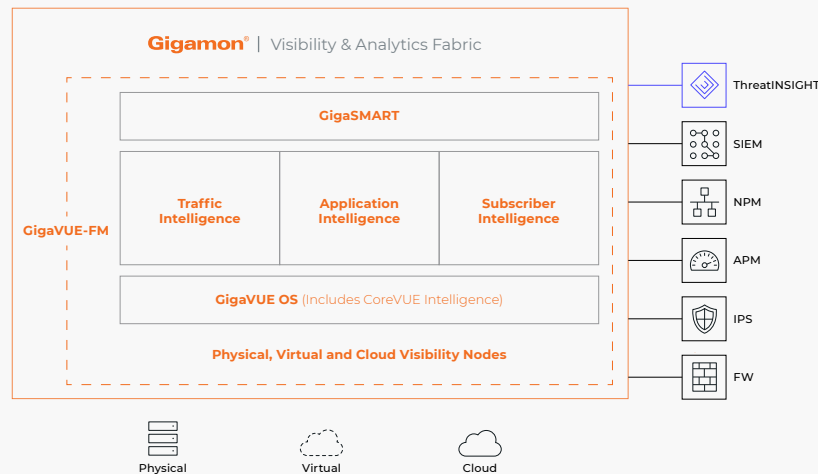 Gigamon® | Visibility & Analytics Fabric
GigaSMART
Traffic
Intelligence
Application
Intelligence
Subscriber
Intelligence
GigaVUE-FM
GigaVUE OS (Includes CoreVUE Intelligence)
Physical, Virtual and Cloud Visibility Nodes
ThreatINSIGHT
SIEM
NPM
APM
IPS
FW
Physical
Virtual
Cloud